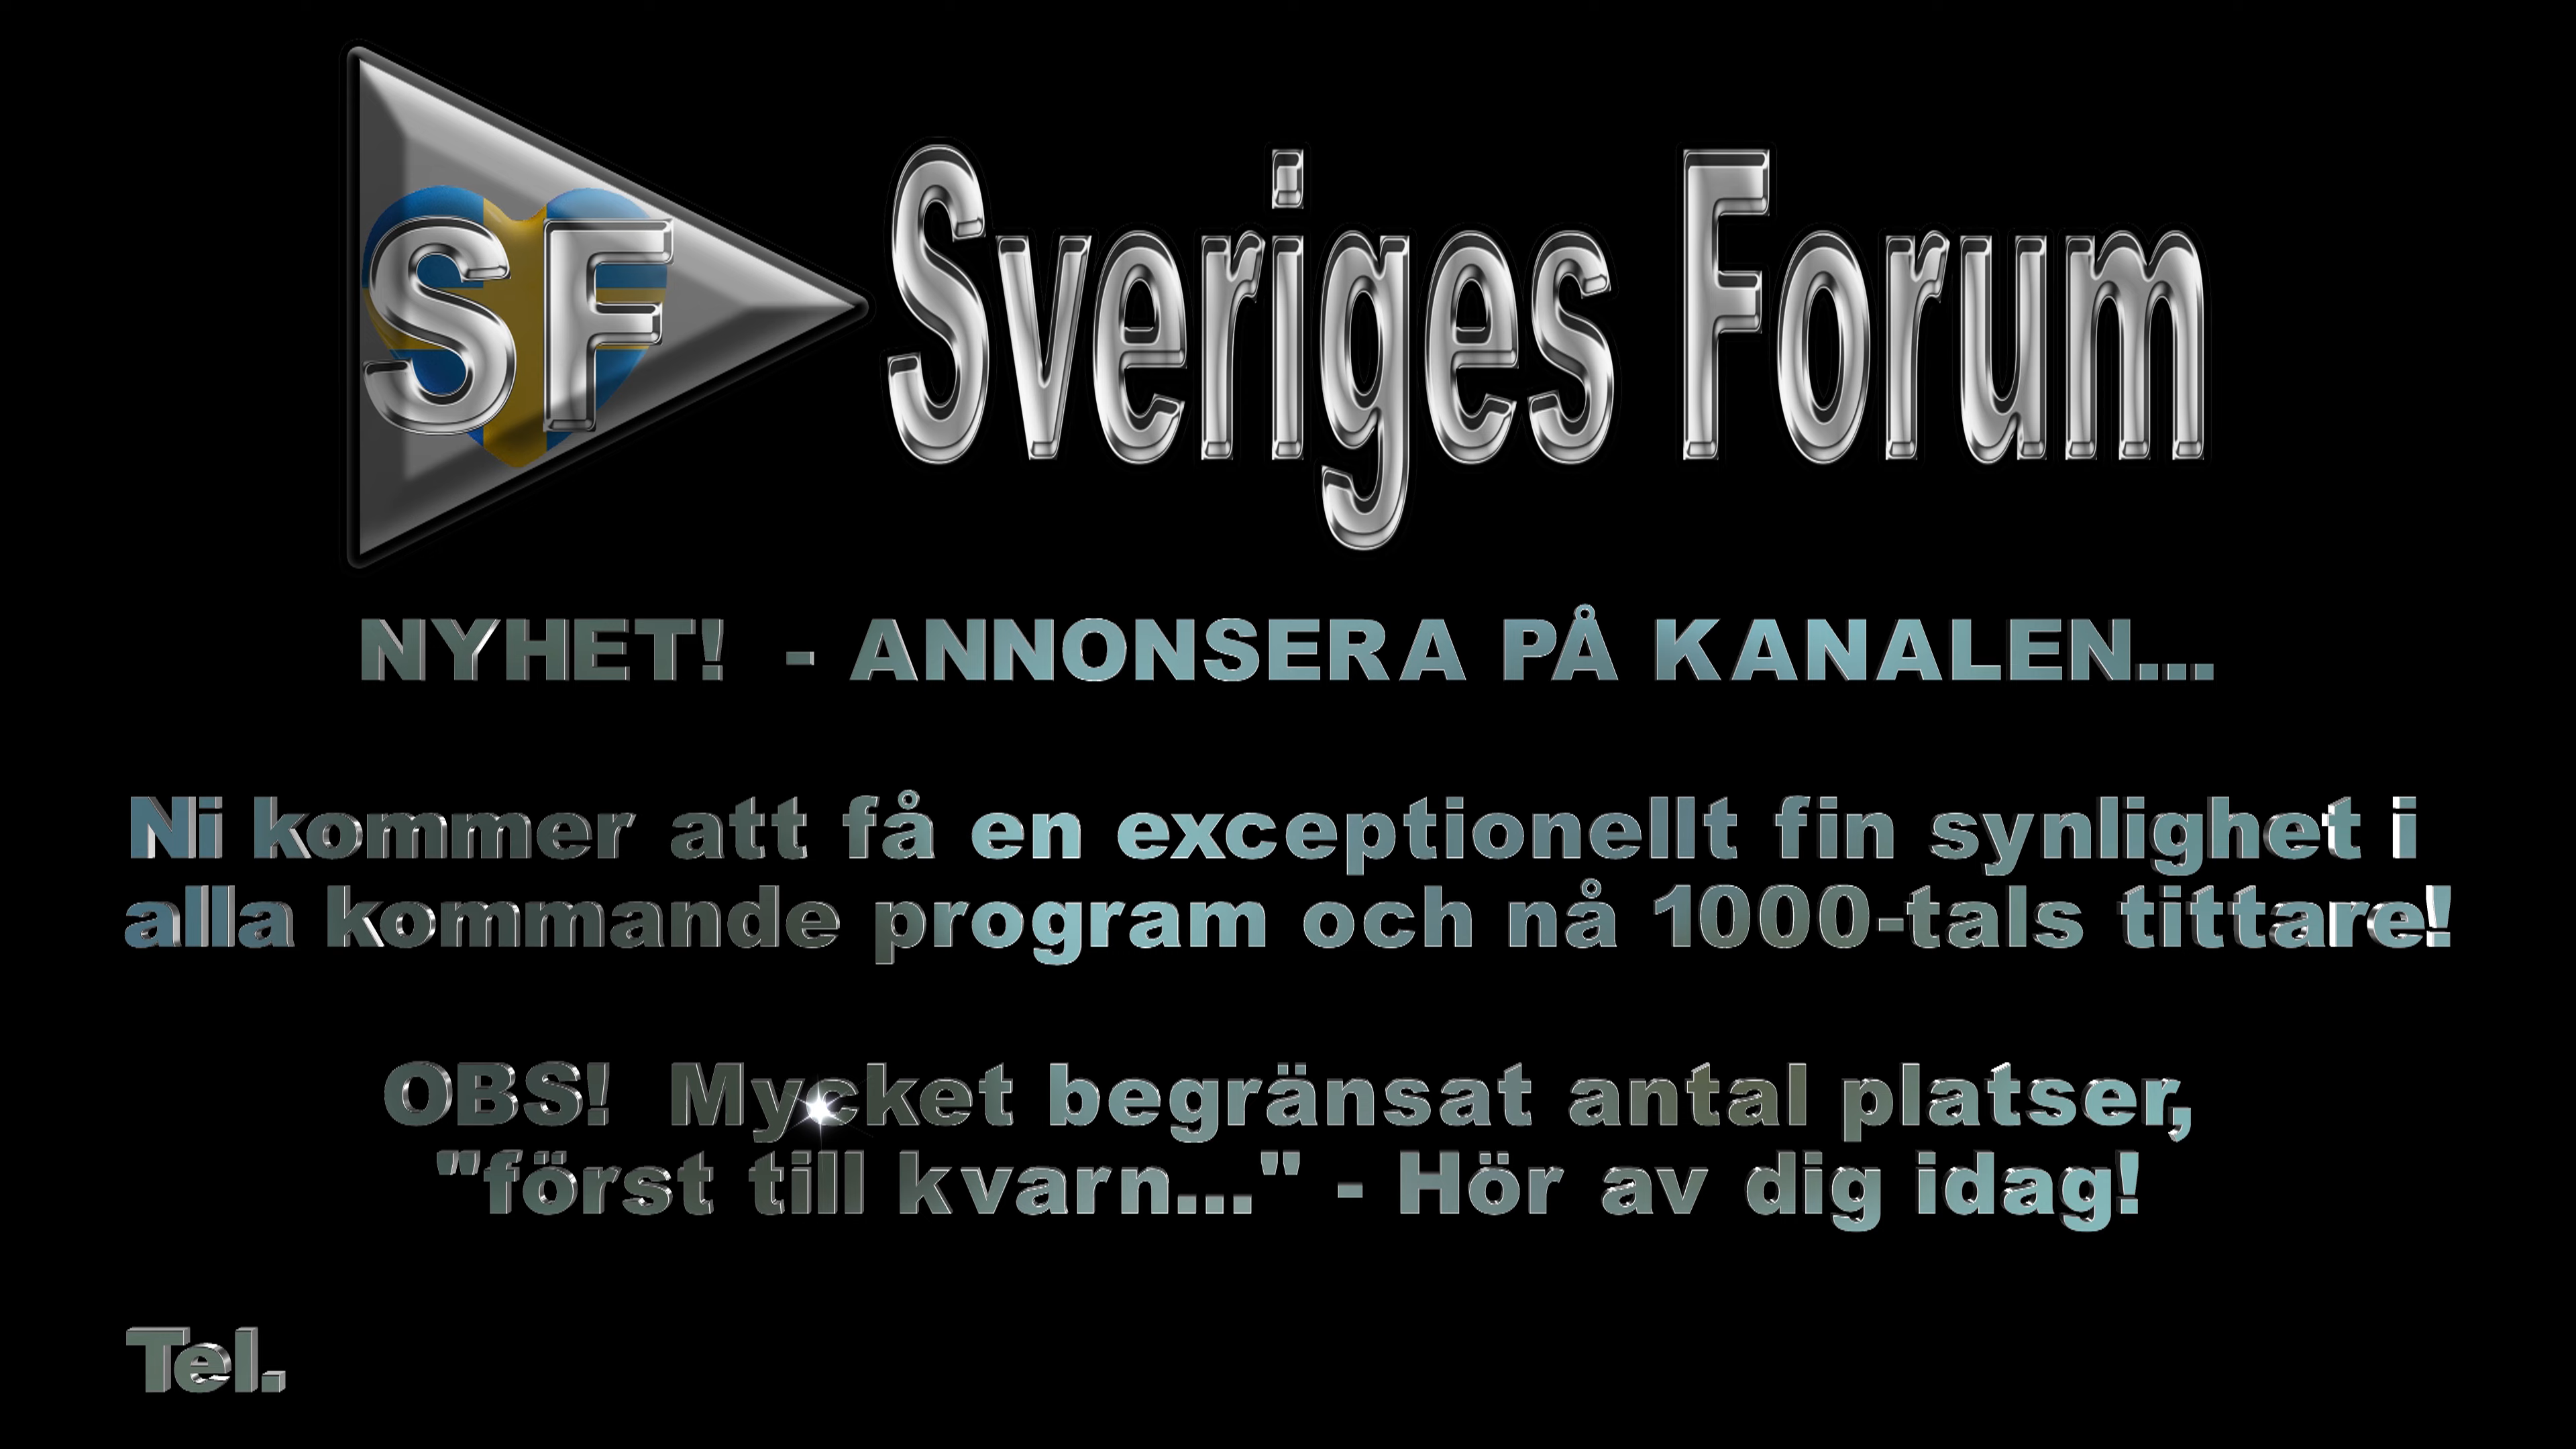 SF Sveriges Forum
NYHET! - ANNONSERA PÅ KANALEN...
Ni kommer att få en exceptionellt fin synlighet i
alla kommande program och nå 1000-tals tittare!
OBS! Mycket begränsat antal platser,
"först till kvarn..." - Hör av dig idag!
Tel.